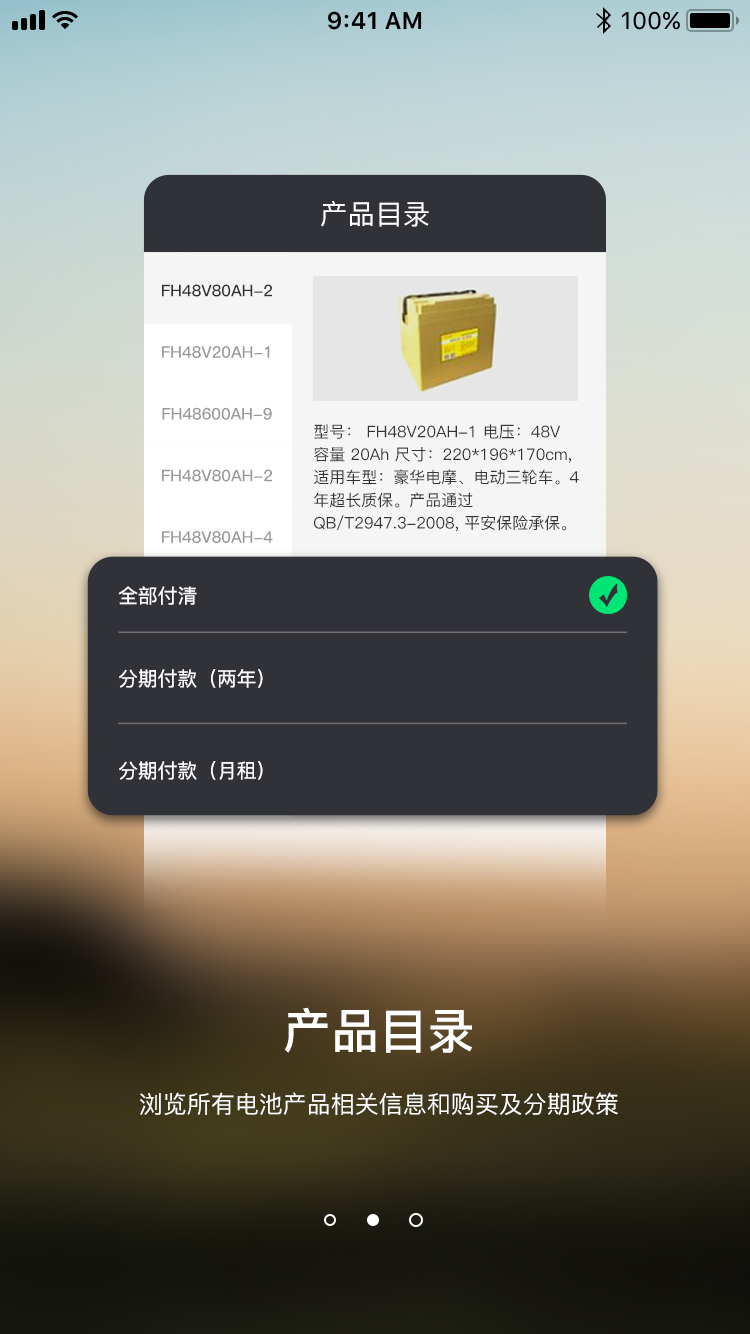 9:41 AM
100%
产品目录
FH48V80AH-2
FH48V20AH-1
FH48600AH-9
FH48V80AH-2
FH48V80AH-4
型号： FH48V20AH-1 电压：48V
容量 20Ah 尺寸：220*196*170cm,
适用车型：豪华电摩、电动三轮车。4
年超长质保。产品通过
QB/T2947.3-2008, 平安保险承保。
全部付清
分期付款（两年）
分期付款（月租）
产品目录
浏览所有电池产品相关信息和购买及分期政策